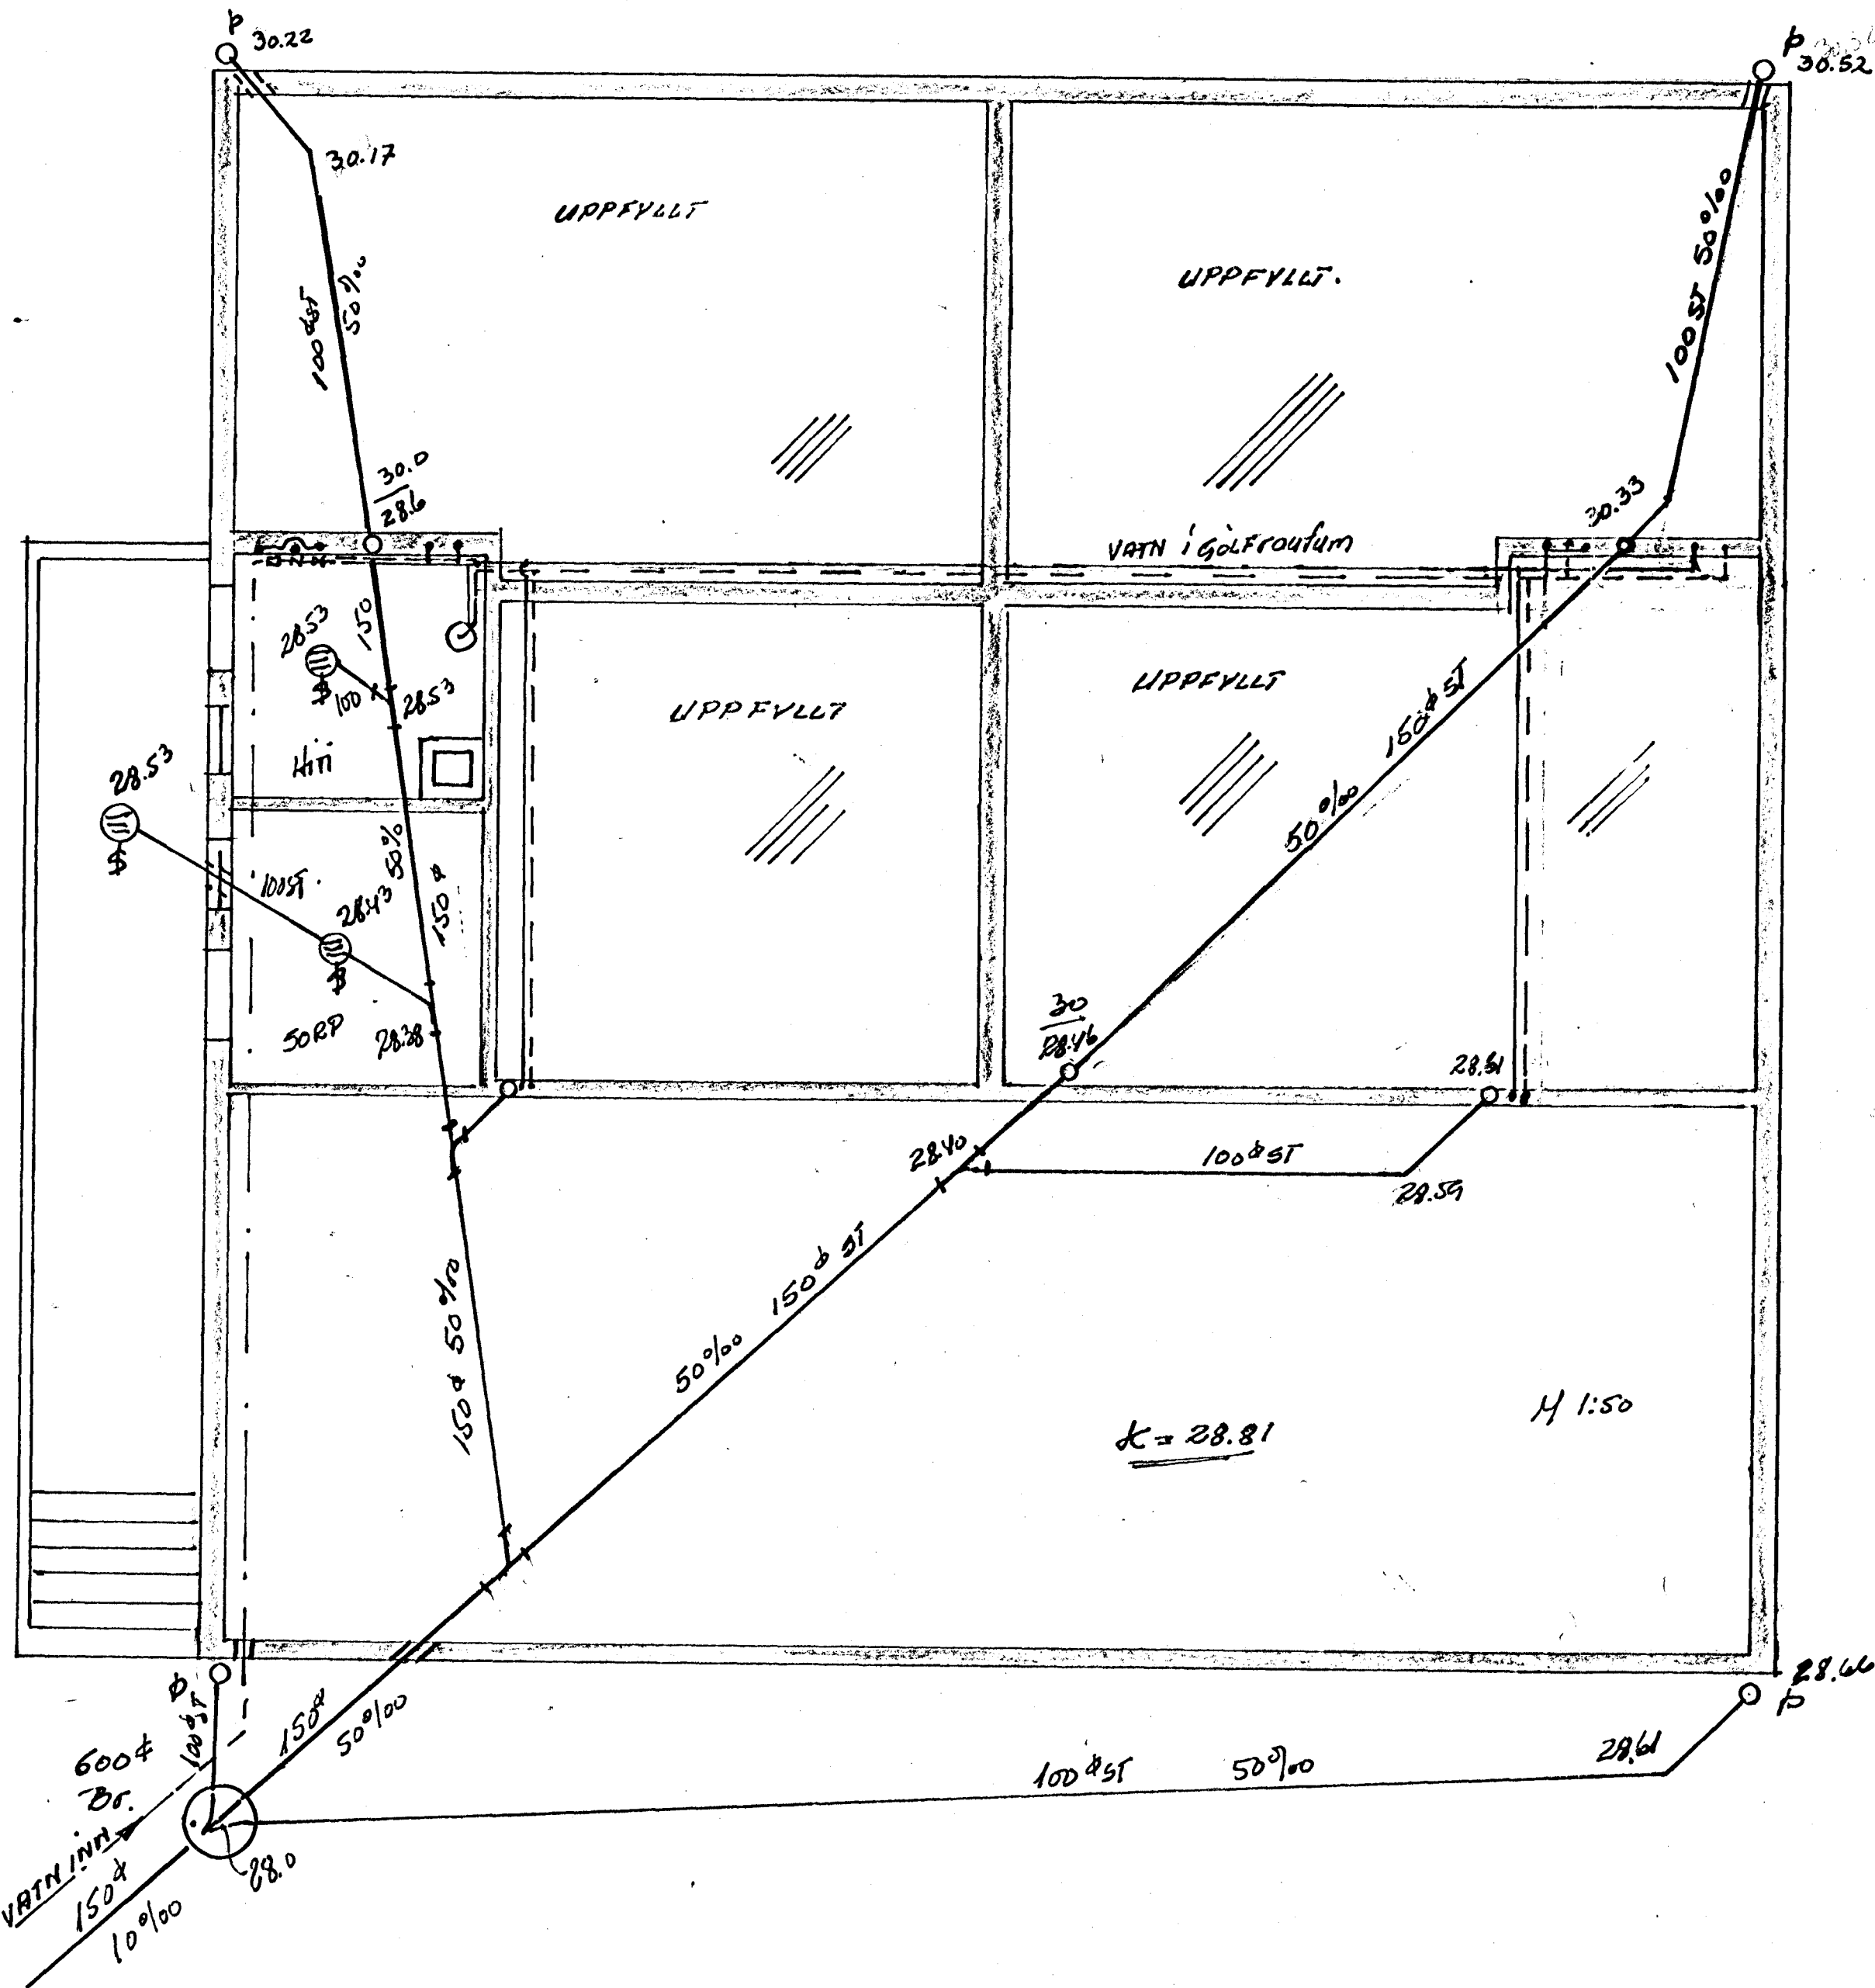 þ 30.22
þ
30.52
30.17
UPPFYLLT
UPPFYLLT.
100 ST 50‰
100 ϕ ST
50‰
30.0
28.6
30.33
VATN Í GÓLFRAUFUM
28.53
150
100
28.53
Hiti
$
UPPFYLLT
UPPFYLLT
150 ϕ ST
50‰
28.53
$
100 ST.
28.43
$
50%
150 ϕ
28.38
30
28.46
28.61
28.40
100 ϕ ST
28.59
150 ϕ ST
50‰
150 ϕ 50‰
K = 28.81
M 1:50
28.66
þ
þ
100 ϕ ST
150 ϕ
50‰
600 ϕ
Br.
28.61
100 ϕ ST 50‰
VATN INN
28.0
150 ϕ
10‰